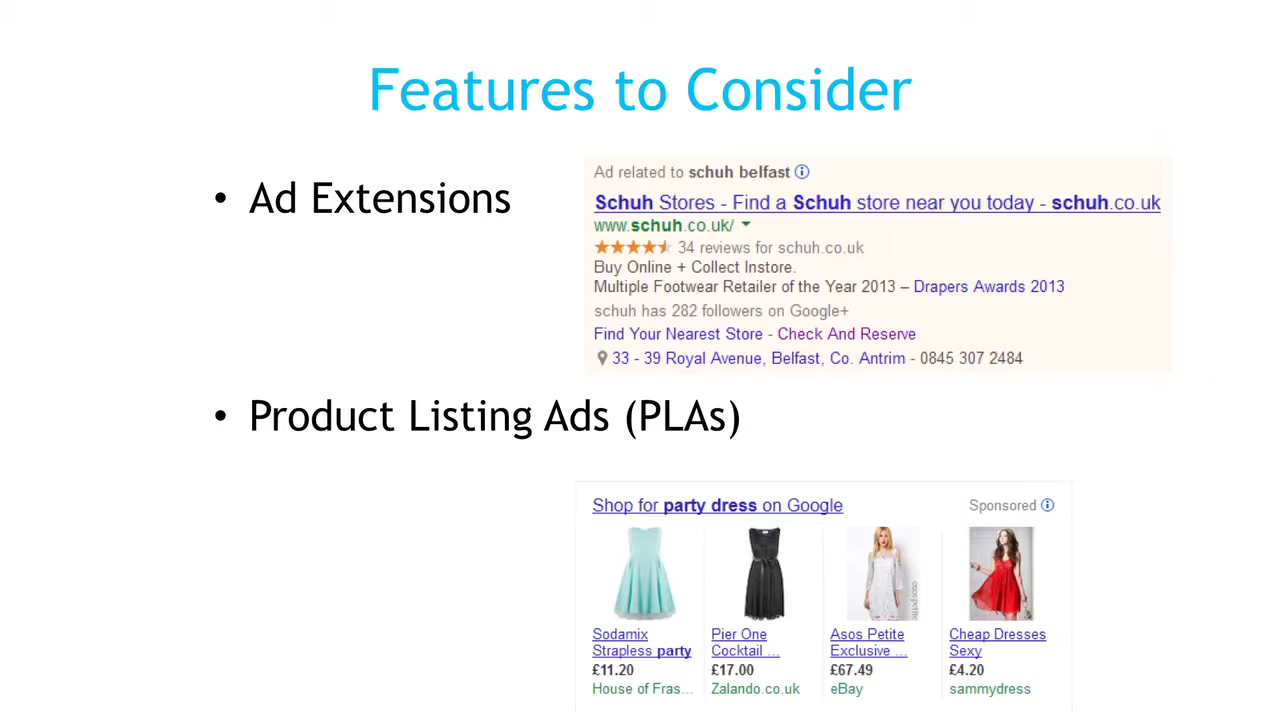 Features to Consider
• Ad Extensions
Ad related to schuh belfast
Schuh Stores - Find a Schuh store near you today - schuh.co.uk
www.schuh.co.uk/
34 reviews for schuh.co.uk
Buy Online + Collect Instore.
Multiple Footwear Retailer of the Year 2013 – Drapers Awards 2013
schuh has 282 followers on Google+
Find Your Nearest Store - Check And Reserve
33 - 39 Royal Avenue, Belfast, Co. Antrim - 0845 307 2484
• Product Listing Ads (PLAs)
Shop for party dress on Google
Sponsored
Sodamix
Strapless party
£11.20
House of Fras...
Pier One
Cocktail ...
£17.00
Zalando.co.uk
asos petite
Asos Petite
Exclusive ...
£67.49
eBay
Cheap Dresses
Sexy
£4.20
sammydress